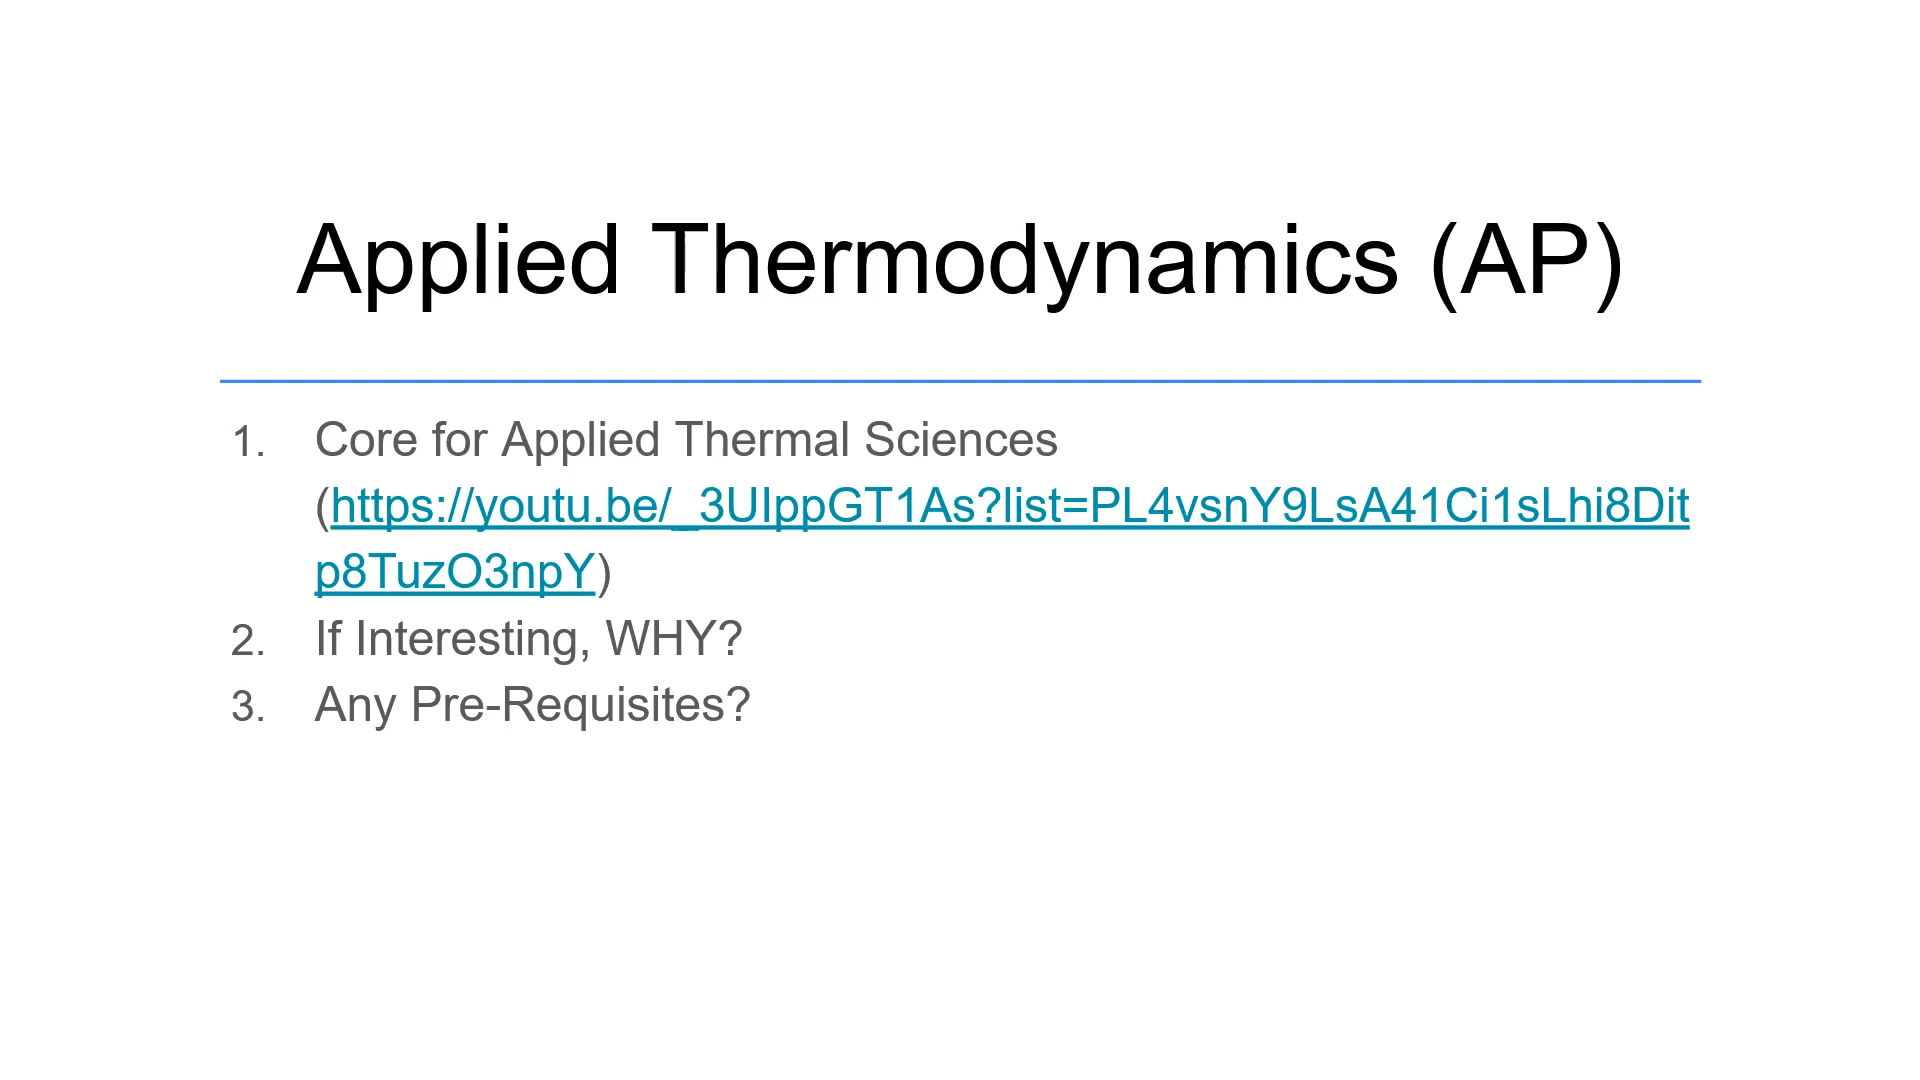 Applied Thermodynamics (AP)
1. Core for Applied Thermal Sciences
(https://youtu.be/_3UIppGT1As?list=PL4vsnY9LsA41Ci1sLhi8Dit
p8TuzO3npY)
2. If Interesting, WHY?
3. Any Pre-Requisites?